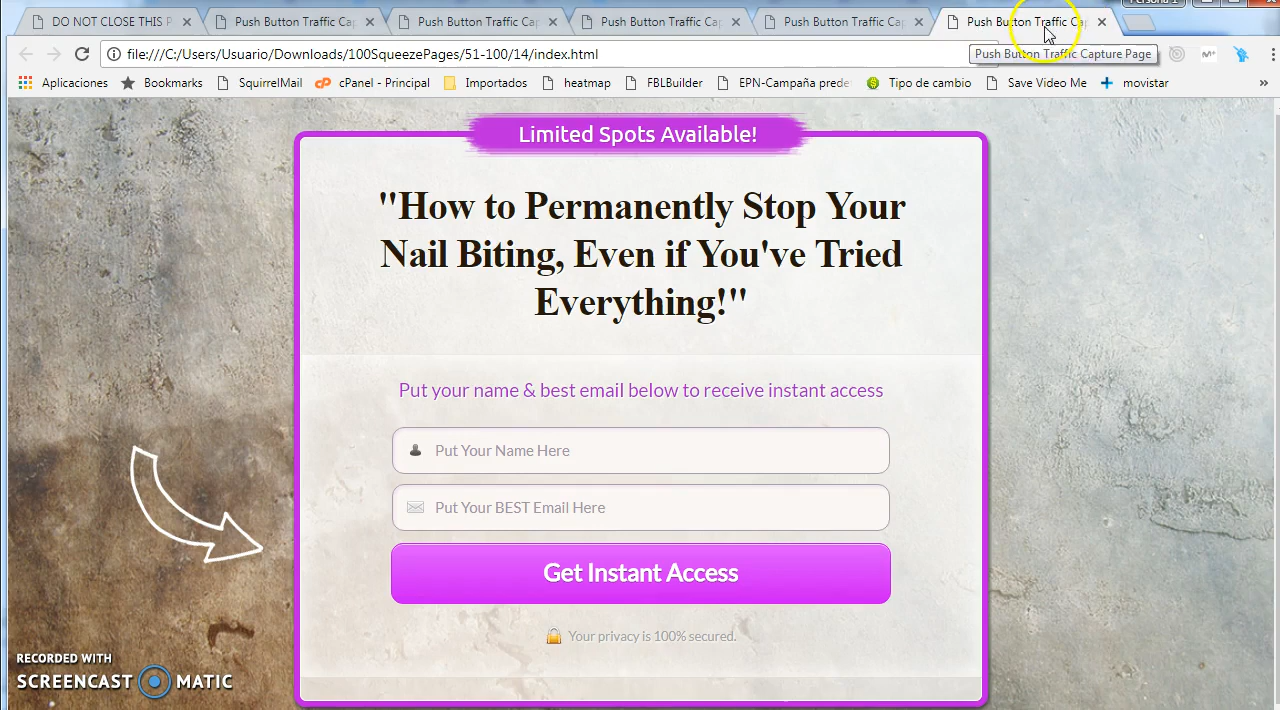 DO NOT CLOSE THIS P
Push Button Traffic Cap
Push Button Traffic Cap
Push Button Traffic Cap
Push Button Traffic Cap
Push Button Traffic Ca
Persona 1
file:///C:/Users/Usuario/Downloads/100SqueezePages/51-100/14/index.html
Push Button Traffic Capture Page
Aplicaciones Bookmarks SquirrelMail cPanel - Principal Importados heatmap FBLBuilder EPN-Campaña prede Tipo de cambio Save Video Me movistar »
Limited Spots Available!
"How to Permanently Stop Your
Nail Biting, Even if You've Tried
Everything!"
Put your name & best email below to receive instant access
Put Your Name Here
Put Your BEST Email Here
Get Instant Access
Your privacy is 100% secured.
RECORDED WITH
SCREENCAST MATIC